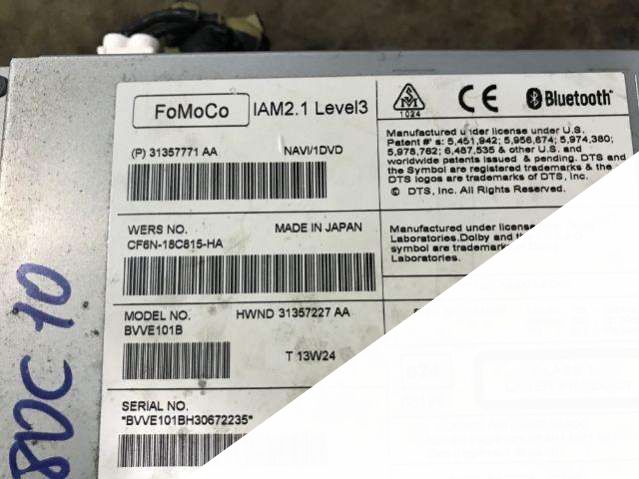 FoMoCo IAM2.1 Level3
1024 CE Bluetooth
(P) 31357771 AA NAVI/1DVD
Manufactured under license under U.S.
Patent #'s: 5,451,942; 5,956,674; 5,974,380;
5,978,762; 6,487,535 & other U.S. and
worldwide patents issued & pending. DTS and
the Symbol are registered trademarks & the
DTS logos are trademarks of DTS, Inc.
© DTS, Inc. All Rights Reserved.
WERS NO. MADE IN JAPAN
CF6N-18C815-HA
Manufactured under license
Laboratories. Dolby and the
symbol are trademarks of
Laboratories.
MODEL NO. HWND 31357227 AA
BVVE101B
T 13W24
SERIAL NO.
"BVVE101BH30672235"
8DC 10